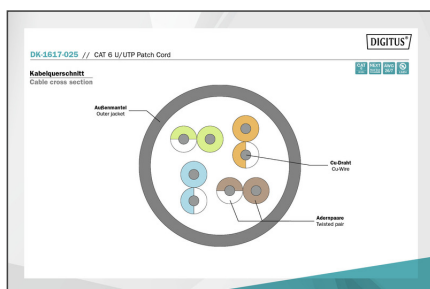 DIGITUS®
DK-1617-025 // CAT 6 U/UTP Patch Cord
Kabelquerschnitt
Cable cross section
Außenmantel
Outer jacket
Cu-Draht
Cu-Wire
Aderspaare
Twisted pair